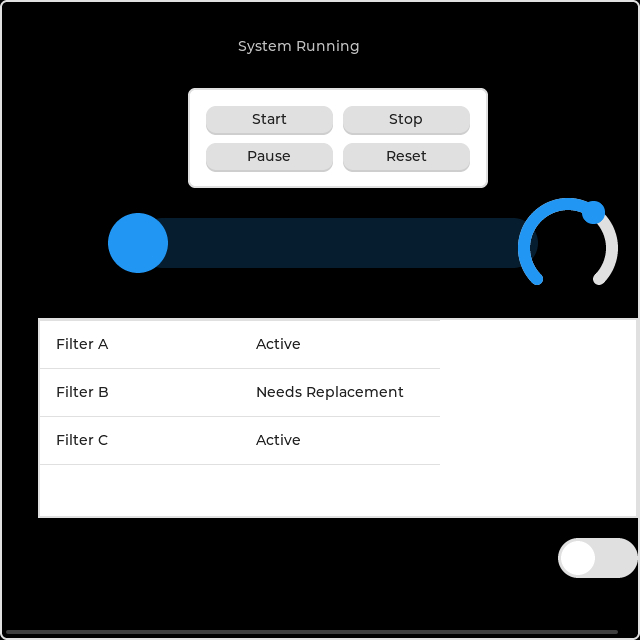 System Running
Start Stop
Pause Reset
Filter A Active
Filter B Needs Replacement
Filter C Active